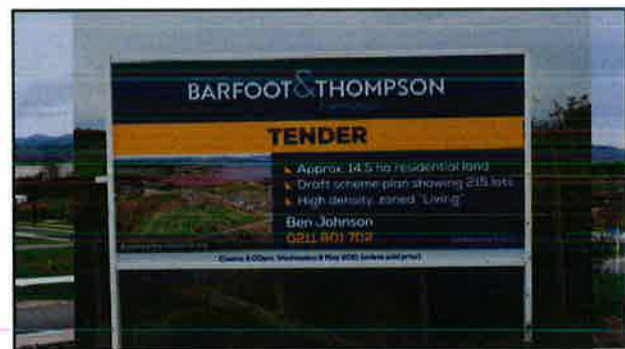 BARFOOT & THOMPSON
TENDER
Approx. 14.5 ha residential land
Draft scheme plan showing 215 lots
High density, zoned "Living"
Ben Johnson
0211 801 702